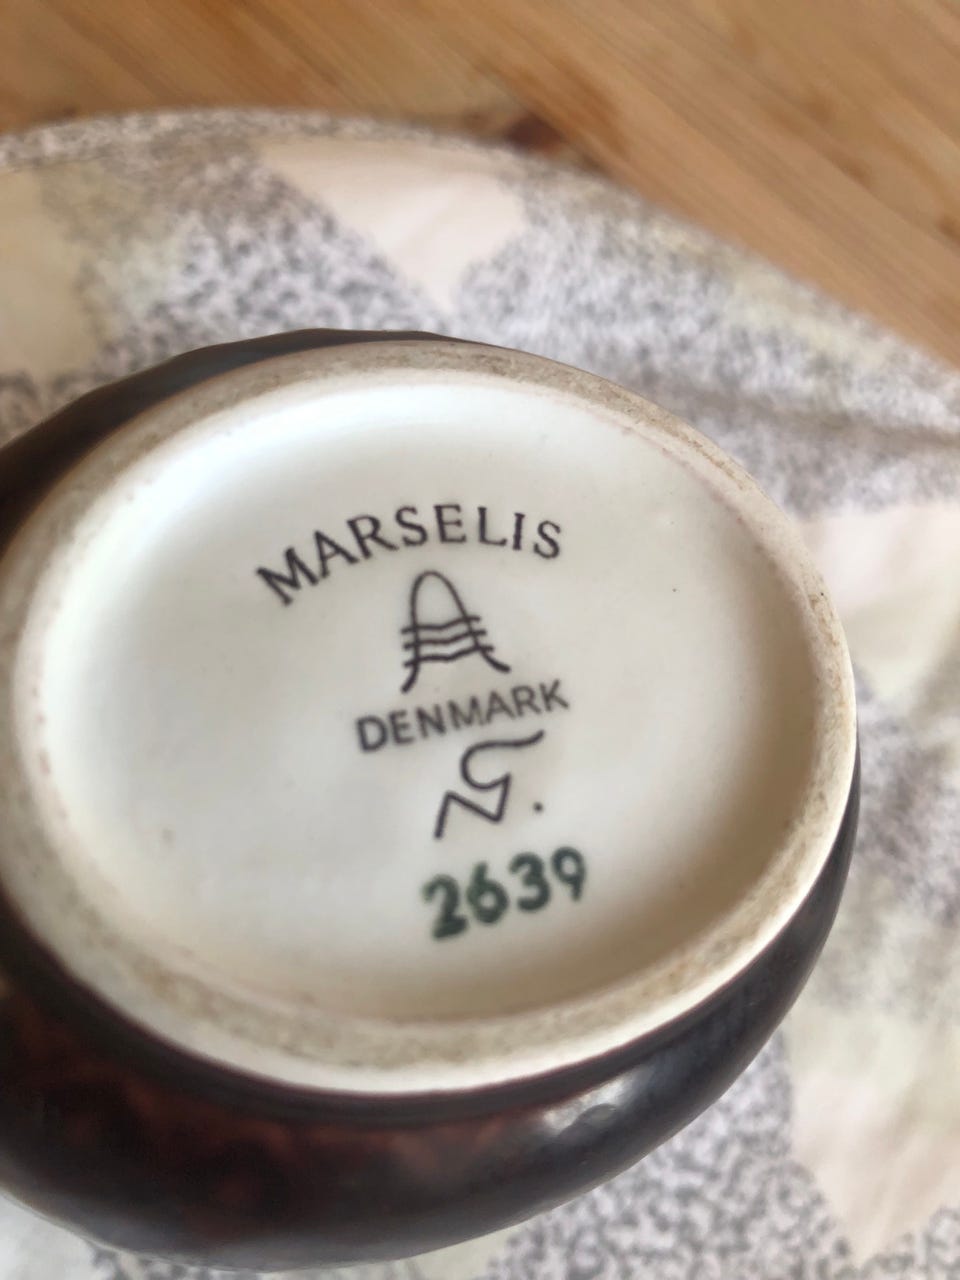 MARSELIS
DENMARK
N.
2639